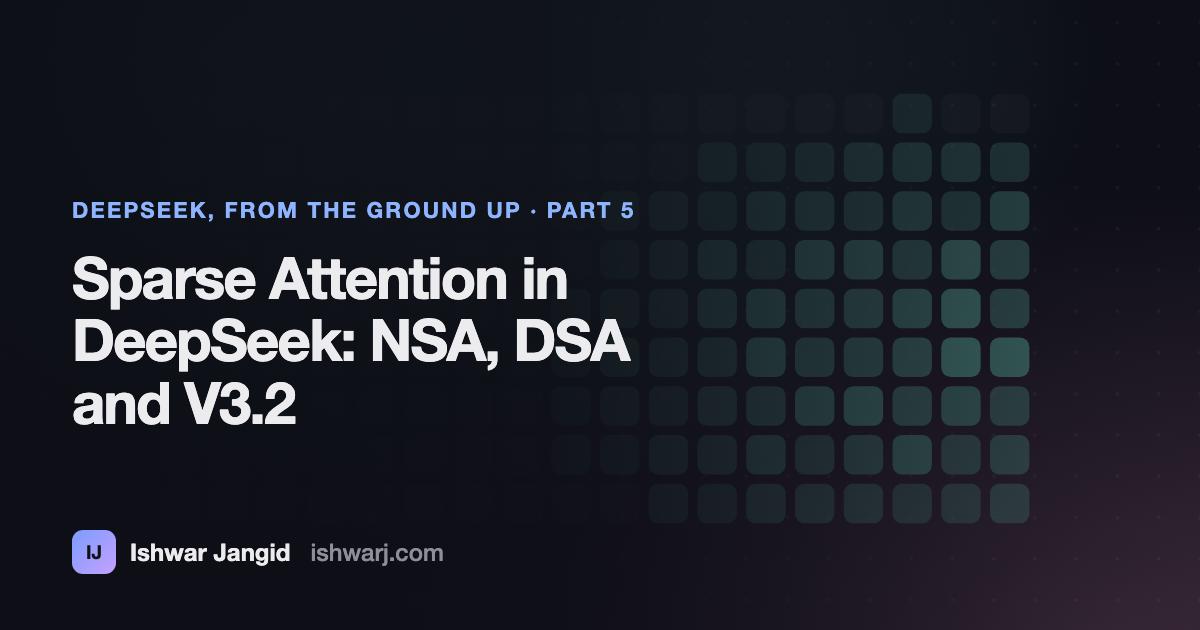 DEEPSEEK, FROM THE GROUND UP · PART 5
Sparse Attention in
DeepSeek: NSA, DSA
and V3.2
IJ Ishwar Jangid ishwarj.com